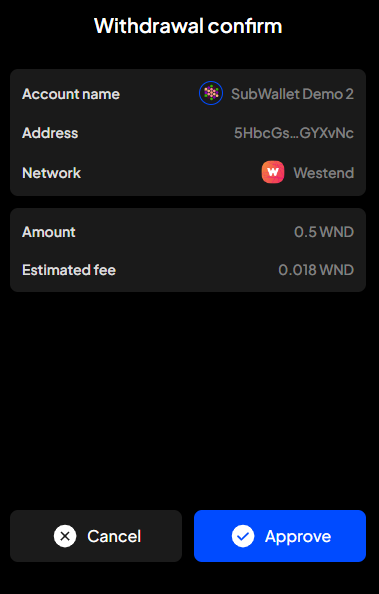 Withdrawal confirm
Account name SubWallet Demo 2
Address 5HbcGs...GYXvNc
Network Westend
Amount 0.5 WND
Estimated fee 0.018 WND
Cancel Approve